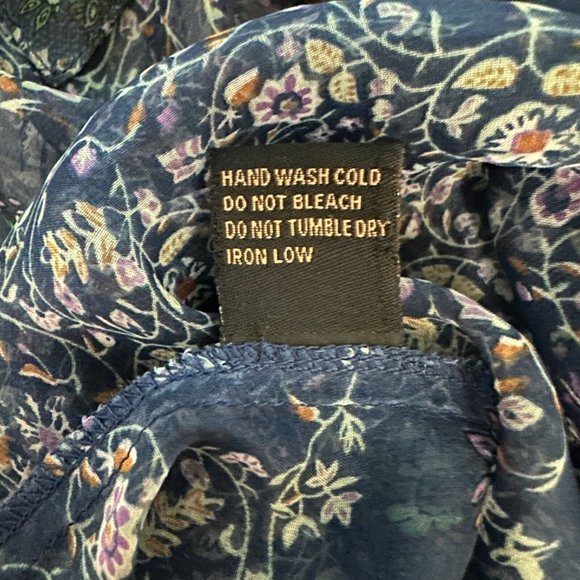 HAND WASH COLD
DO NOT BLEACH
DO NOT TUMBLE DRY
IRON LOW